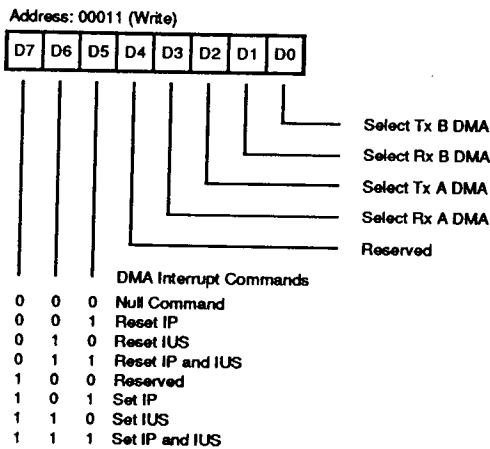 Address: 00011 (Write)
D7 D6 D5 D4 D3 D2 D1 D0
Select Tx B DMA
Select Rx B DMA
Select Tx A DMA
Select Rx A DMA
Reserved
DMA Interrupt Commands
0 0 0 Null Command
0 0 1 Reset IP
0 1 0 Reset IUS
0 1 1 Reset IP and IUS
1 0 0 Reserved
1 0 1 Set IP
1 1 0 Set IUS
1 1 1 Set IP and IUS